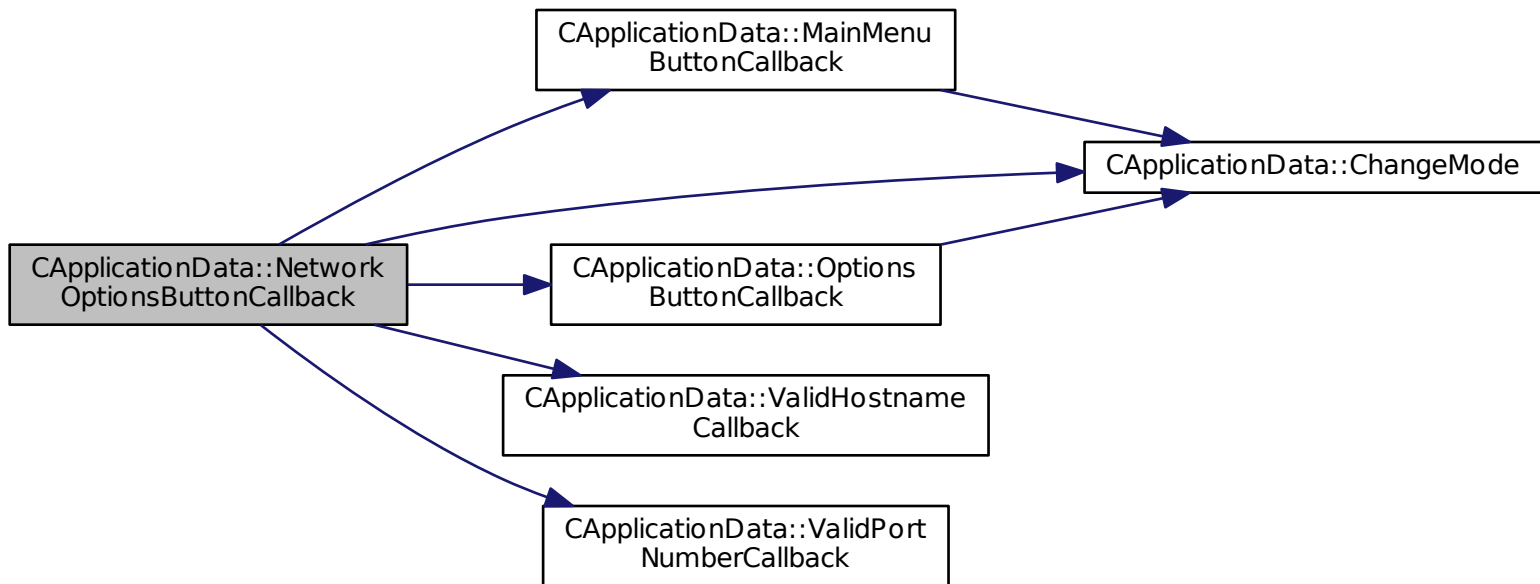 CApplicationData::MainMenu
ButtonCallback
CApplicationData::ChangeMode
CApplicationData::Network
OptionsButtonCallback
CApplicationData::Options
ButtonCallback
CApplicationData::ValidHostname
Callback
CApplicationData::ValidPort
NumberCallback